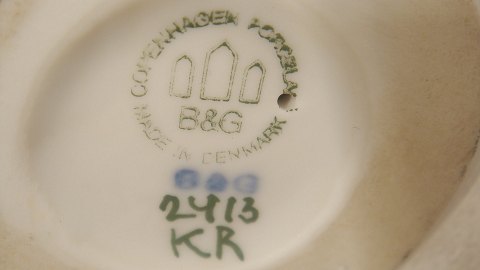 COPENHAGEN PORCELAIN
B&G
MADE IN DENMARK
B&G
2413
KR